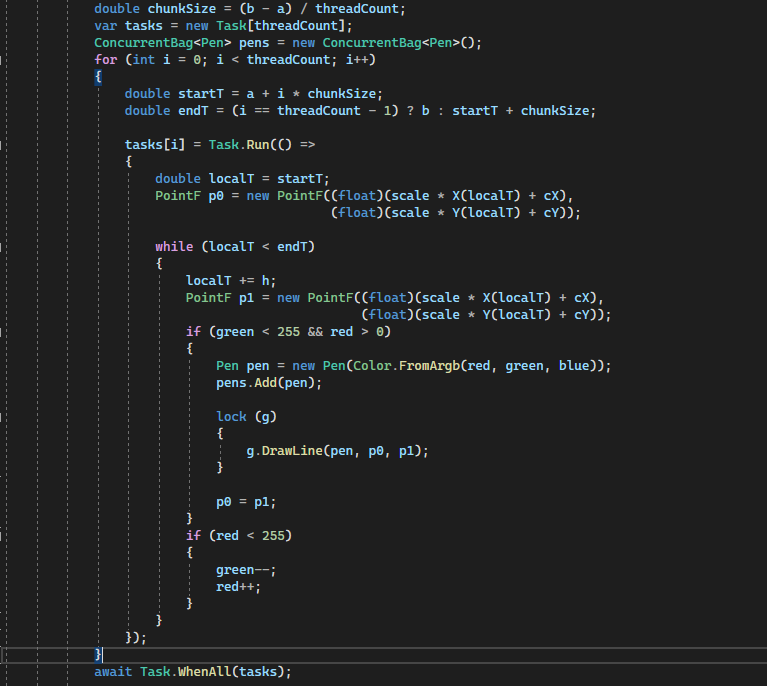 double chunkSize = (b - a) / threadCount;
var tasks = new Task[threadCount];
ConcurrentBag<Pen> pens = new ConcurrentBag<Pen>();
for (int i = 0; i < threadCount; i++)
{
    double startT = a + i * chunkSize;
    double endT = (i == threadCount - 1) ? b : startT + chunkSize;

    tasks[i] = Task.Run(() =>
    {
        double localT = startT;
        PointF p0 = new PointF((float)(scale * X(localT) + cX),
                               (float)(scale * Y(localT) + cY));

        while (localT < endT)
        {
            localT += h;
            PointF p1 = new PointF((float)(scale * X(localT) + cX),
                                   (float)(scale * Y(localT) + cY));
            if (green < 255 && red > 0)
            {
                Pen pen = new Pen(Color.FromArgb(red, green, blue));
                pens.Add(pen);

                lock (g)
                {
                    g.DrawLine(pen, p0, p1);
                }

                p0 = p1;
            }
            if (red < 255)
            {
                green--;
                red++;
            }
        }
    });
}
await Task.WhenAll(tasks);